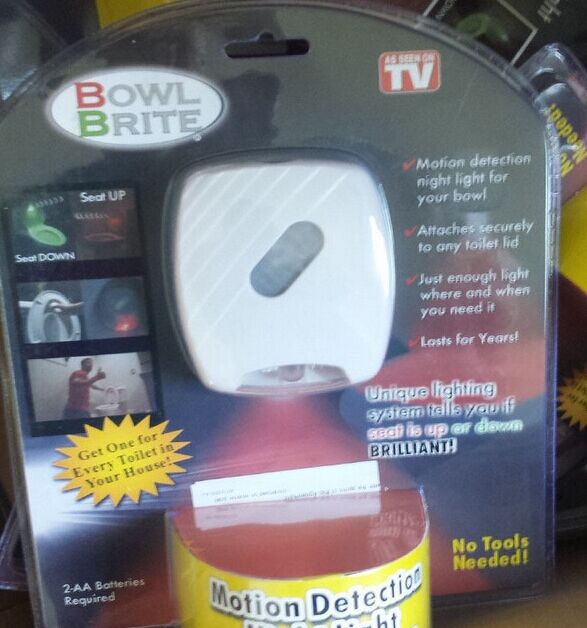 AS SEEN ON
TV
BOWL
BRITE
Seat UP
Seat DOWN
Motion detection
night light for
your bowl
Attaches securely
to any toilet lid
Just enough light
where and when
you need it
Lasts for Years!
Unique lighting
system tells you if
seat is up or down
BRILLIANT!
Get One for
Every Toilet in
Your House!
No Tools
Needed!
2-AA Batteries
Required
Motion Detection
No
Needed!